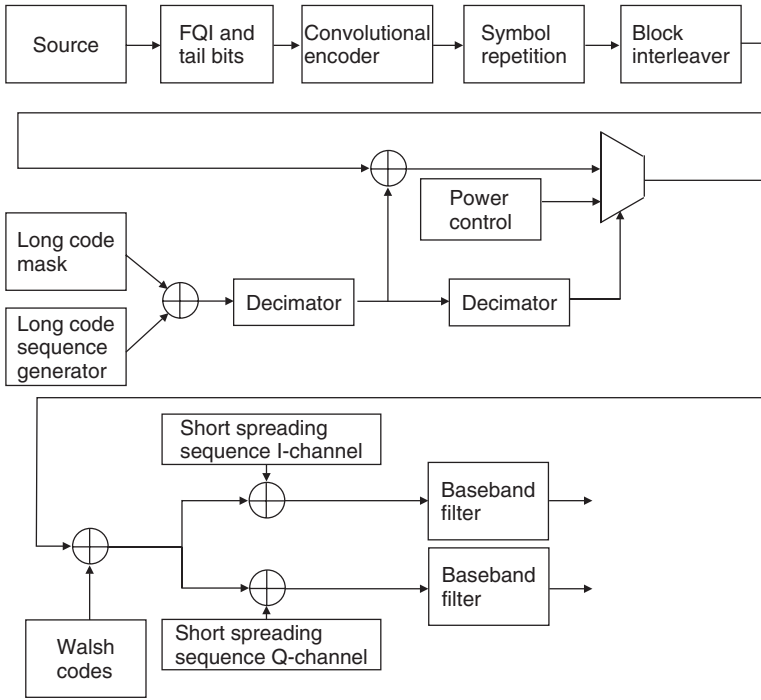 Source
FQI and
tail bits
Convolutional
encoder
Symbol
repetition
Block
interleaver
Power
control
Long code
mask
Decimator
Decimator
Long code
sequence
generator
Short spreading
sequence I-channel
Baseband
filter
Baseband
filter
Walsh
codes
Short spreading
sequence Q-channel